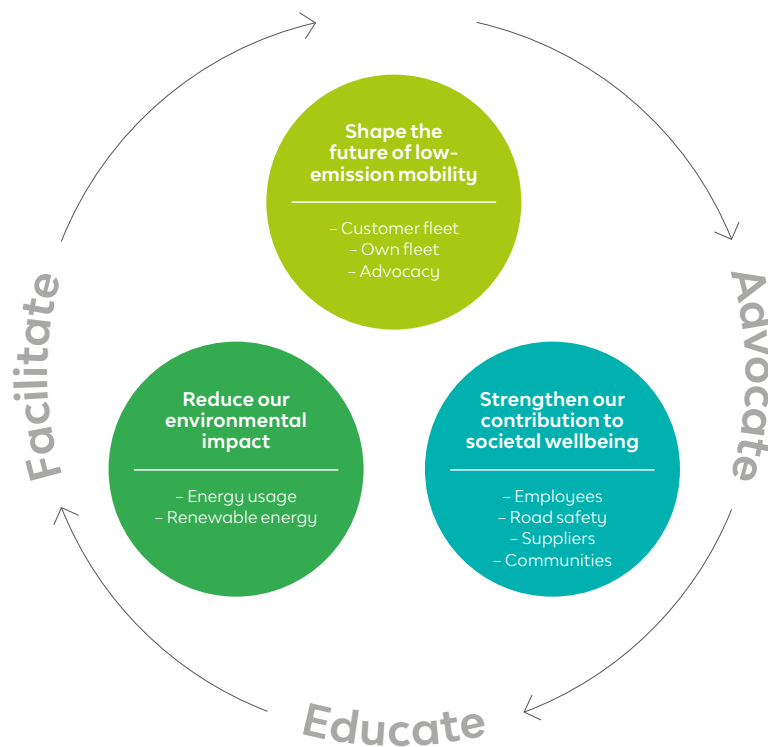 Shape the
future of low-
emission mobility
– Customer fleet
– Own fleet
– Advocacy
Facilitate
Advocate
Reduce our
environmental
impact
– Energy usage
– Renewable energy
Strengthen our
contribution to
societal wellbeing
– Employees
– Road safety
– Suppliers
– Communities
Educate